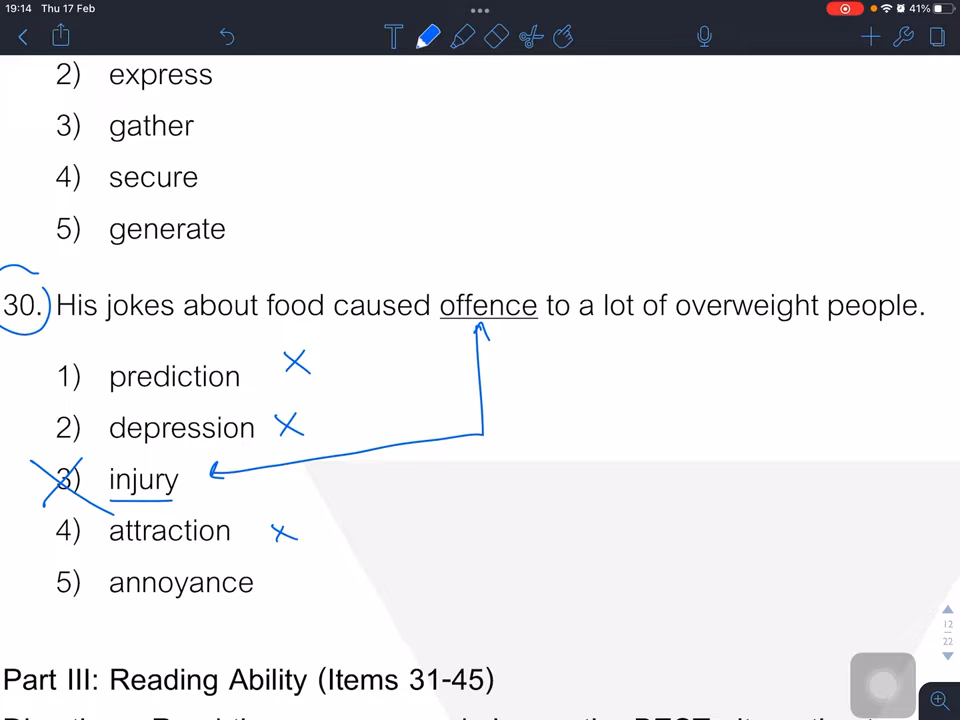 19:14 Thu 17 Feb
41%
2) express
3) gather
4) secure
5) generate
30. His jokes about food caused offence to a lot of overweight people.
1) prediction
2) depression
3) injury
4) attraction
5) annoyance
12
22
Part III: Reading Ability (Items 31-45)